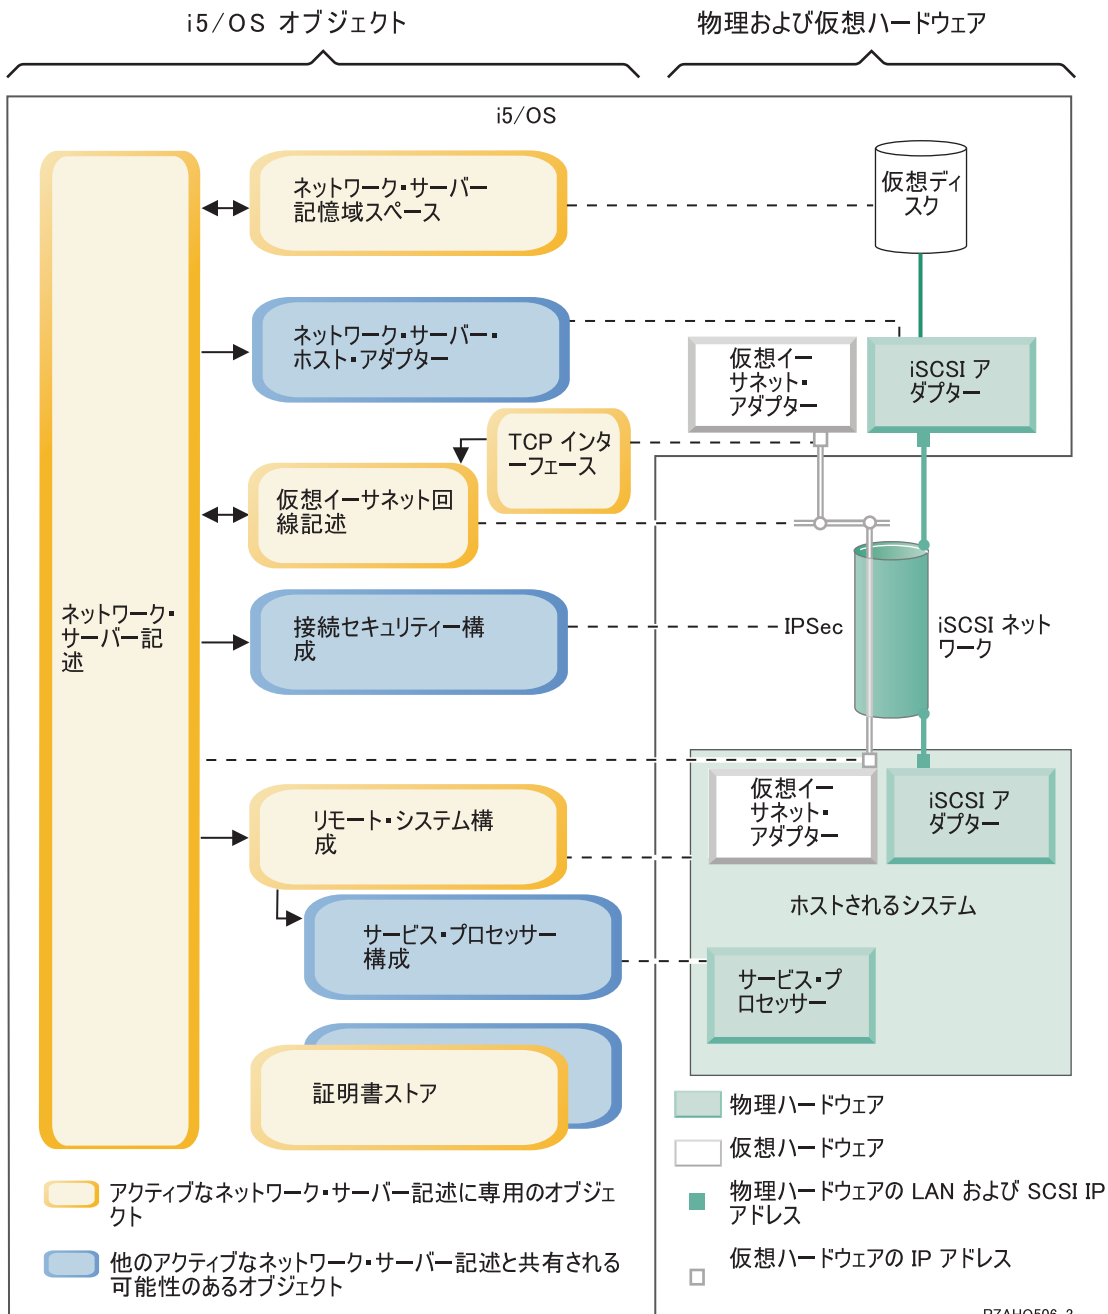 i5/OS オブジェクト
物理および仮想ハードウェア
i5/OS
ネットワーク・サーバー
記憶域スペース
仮想ディ
スク
ネットワーク・サーバー・
ホスト・アダプター
仮想イー
サネット・
アダプター
iSCSI ア
ダプター
TCP インタ
ーフェース
仮想イーサネット回
線記述
ネットワーク・
サーバー記
述
接続セキュリティー構
成
IPSec
iSCSI ネット
ワーク
リモート・システム構
成
仮想イー
サネット・
アダプター
iSCSI ア
ダプター
ホストされるシステム
サービス・プロセッサー
構成
サービス・プ
ロセッサー
証明書ストア
アクティブなネットワーク・サーバー記述に専用のオブジェ
クト
他のアクティブなネットワーク・サーバー記述と共有される
可能性のあるオブジェクト
物理ハードウェア
仮想ハードウェア
物理ハードウェアの LAN および SCSI IP
アドレス
仮想ハードウェアの IP アドレス